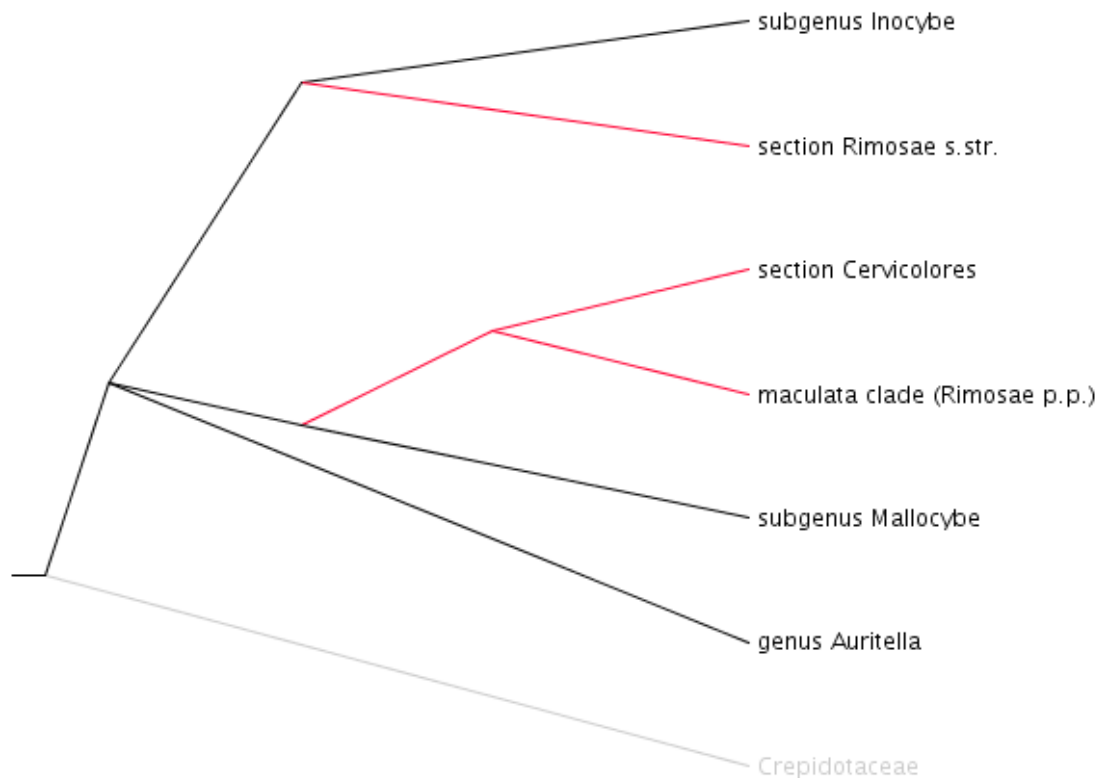 subgenus Inocybe
section Rimosae s.str.
section Cervicolores
maculata clade (Rimosae p.p.)
subgenus Mallocybe
genus Auritella
Crepidotaceae